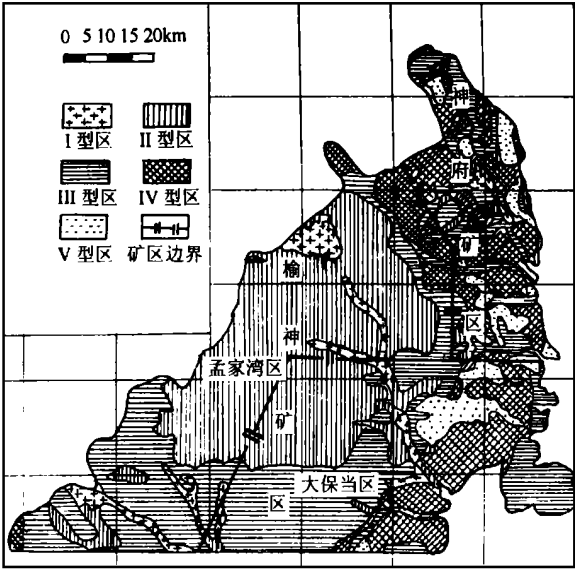 0 5 10 15 20km
I 型区
II 型区
III 型区
IV 型区
V 型区
矿区边界
神
府
矿
区
榆
神
孟家湾区
矿
大保当区
区